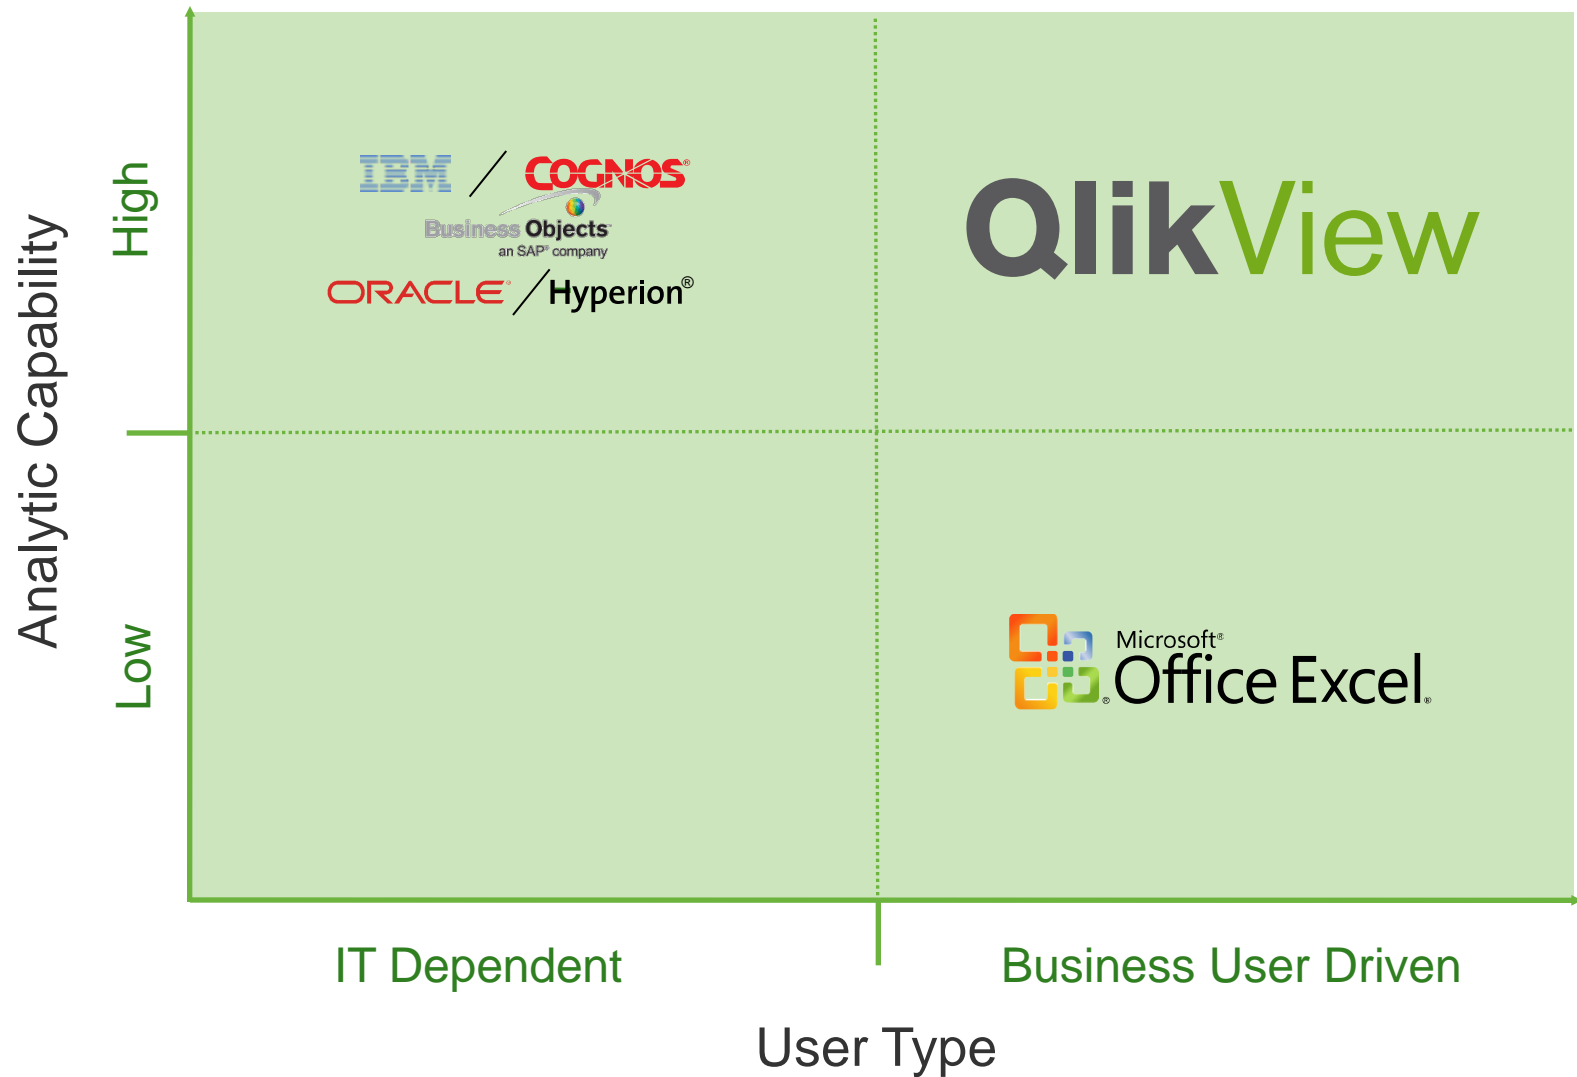 Analytic Capability
High
Low
IBM / COGNOS®
Business Objects™
an SAP® company
ORACLE® / Hyperion®
QlikView
Microsoft®
Office Excel®
IT Dependent
Business User Driven
User Type